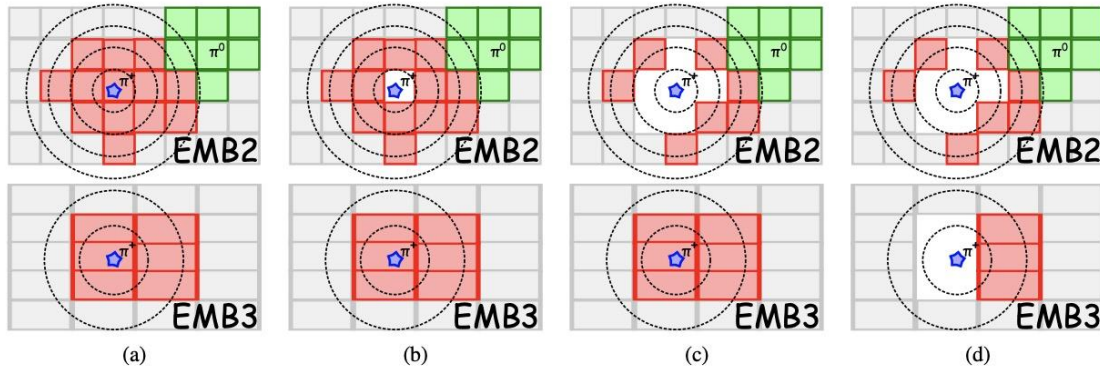 π⁰ π⁰ π⁰ π⁰
π⁺ π⁺ π⁺ π⁺
EMB2 EMB2 EMB2 EMB2
π⁺ π⁺ π⁺ π⁺
EMB3 EMB3 EMB3 EMB3
(a) (b) (c) (d)